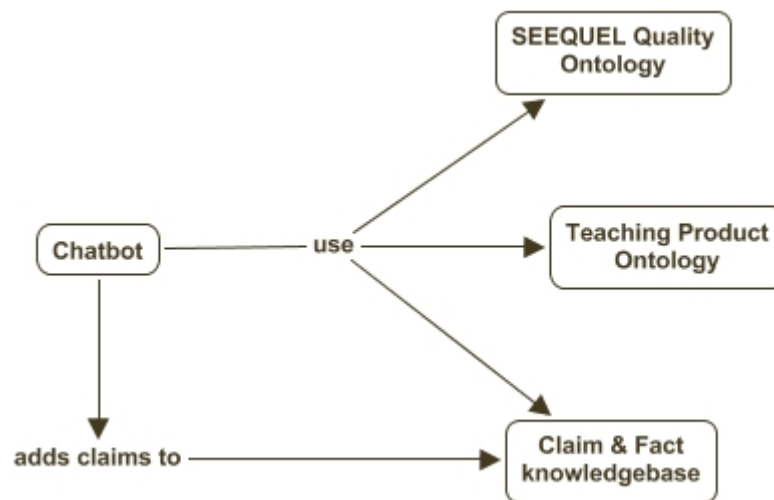 SEEQUEL Quality
Ontology
Chatbot
use
Teaching Product
Ontology
adds claims to
Claim & Fact
knowledgebase